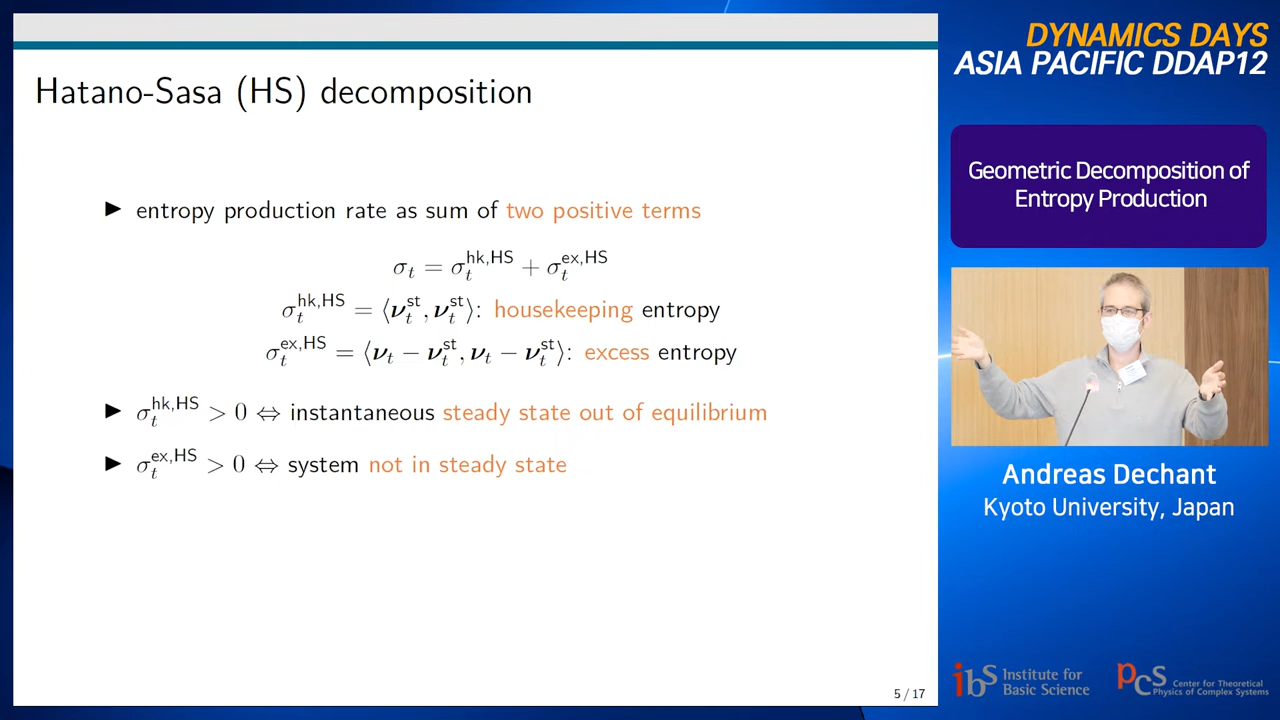 Hatano-Sasa (HS) decomposition
▶ entropy production rate as sum of two positive terms
σ_t = σ_t^{hk,HS} + σ_t^{ex,HS}
σ_t^{hk,HS} = ⟨ν_t^{st}, ν_t^{st}⟩: housekeeping entropy
σ_t^{ex,HS} = ⟨ν_t − ν_t^{st}, ν_t − ν_t^{st}⟩: excess entropy
▶ σ_t^{hk,HS} > 0 ⇔ instantaneous steady state out of equilibrium
▶ σ_t^{ex,HS} > 0 ⇔ system not in steady state
5 / 17
DYNAMICS DAYS
ASIA PACIFIC DDAP12
Geometric Decomposition of
Entropy Production
Andreas Dechant
Kyoto University, Japan
ibS Institute for
Basic Science
PCS Center for Theoretical
Physics of Complex Systems